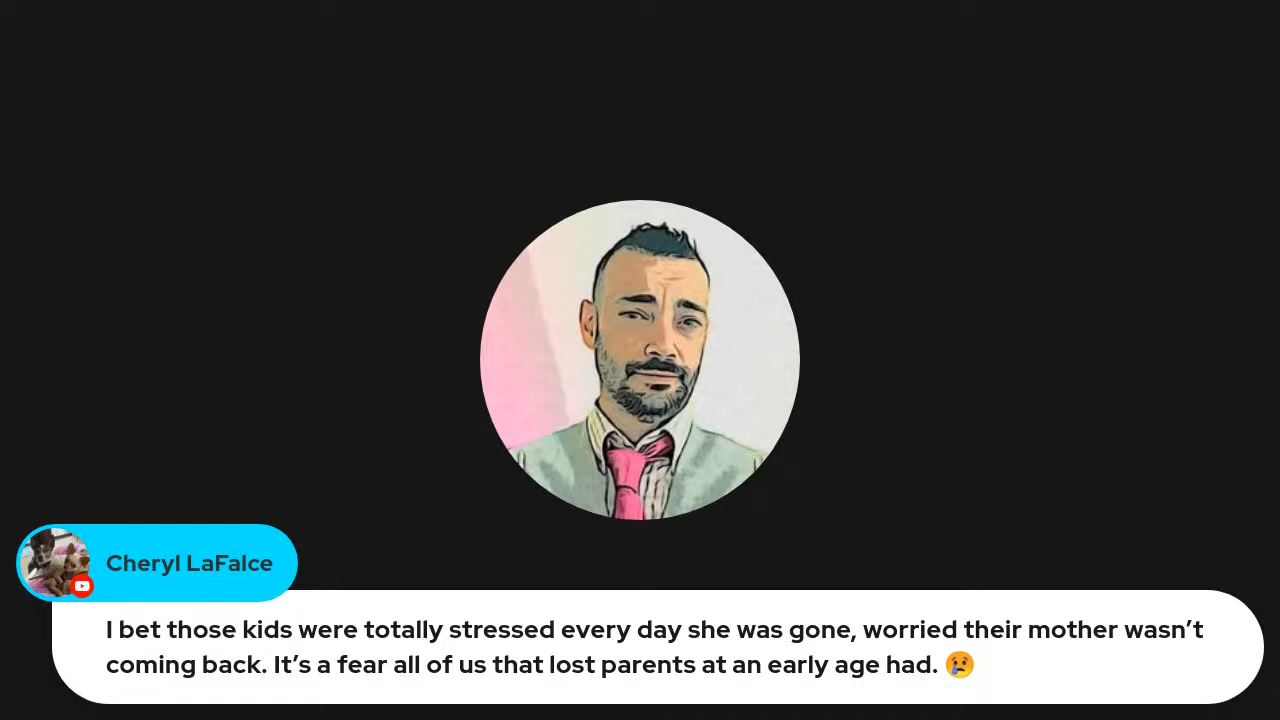 Cheryl LaFalce
I bet those kids were totally stressed every day she was gone, worried their mother wasn’t
coming back. It’s a fear all of us that lost parents at an early age had. 😢